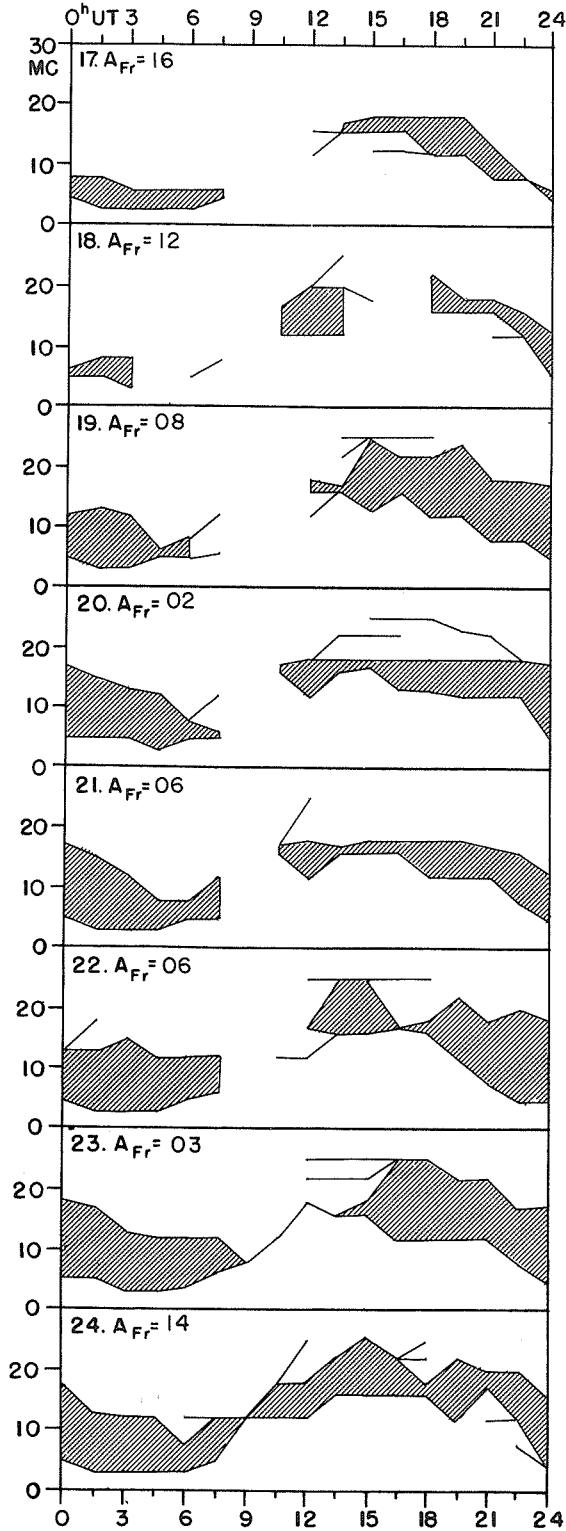 0ʰUT 3 6 9 12 15 18 21 24
30
MC
17. A_Fr = 16
20
10
0
18. A_Fr = 12
20
10
0
19. A_Fr = 08
20
10
0
20. A_Fr = 02
20
10
0
21. A_Fr = 06
20
10
0
22. A_Fr = 06
20
10
0
23. A_Fr = 03
20
10
0
24. A_Fr = 14
20
10
0
0 3 6 9 12 15 18 21 24